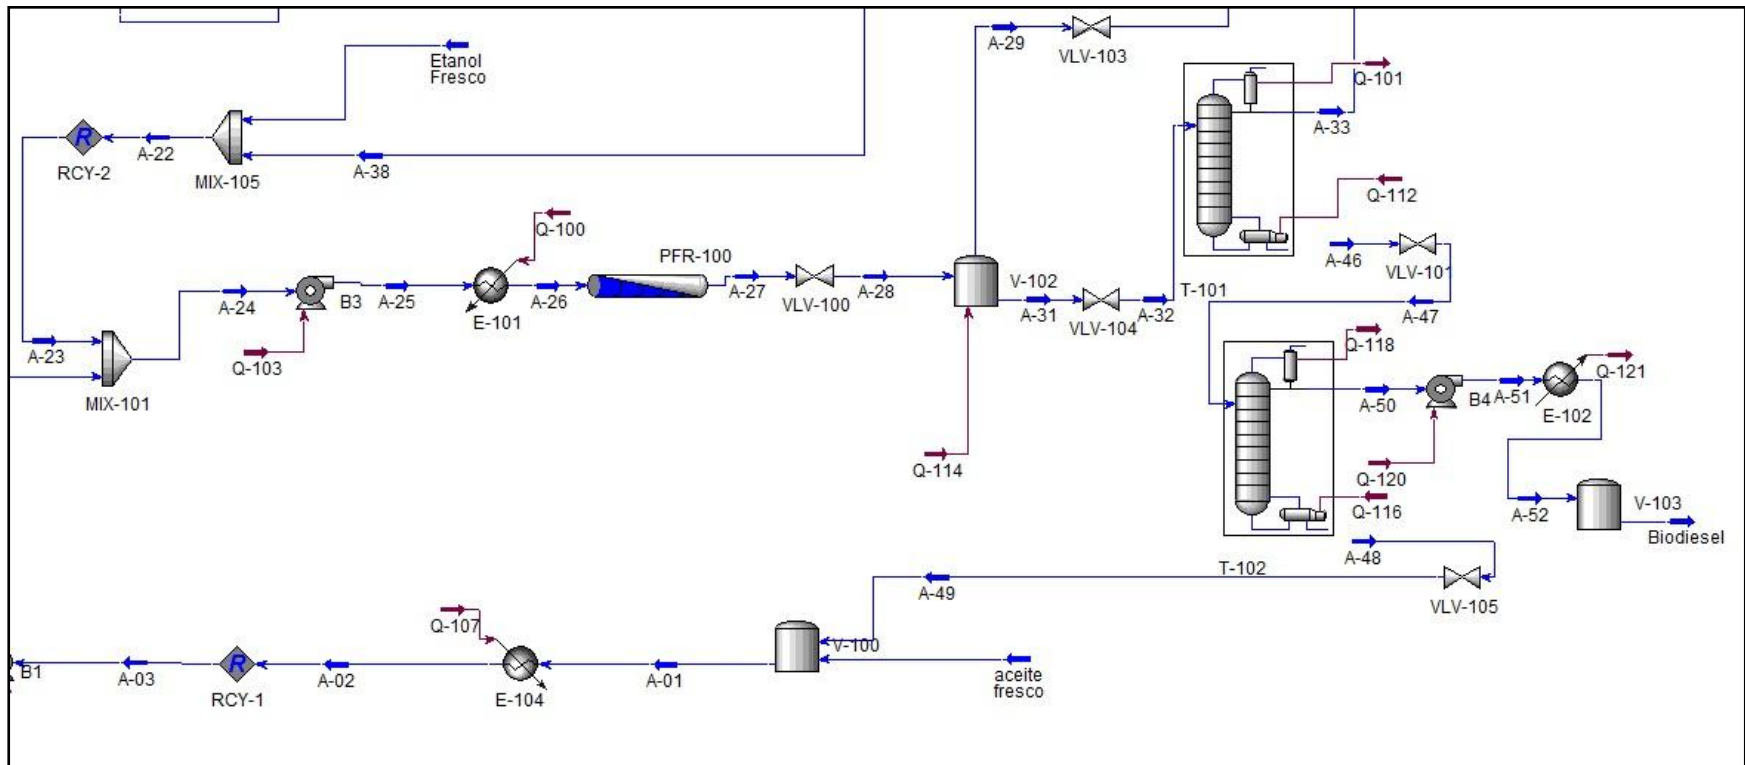 A-29
VLV-103
Etanol
Fresco
Q-101
A-33
R
RCY-2
A-22
MIX-105
A-38
Q-112
Q-100
A-46
VLV-101
PFR-100
A-24
B3
A-25
E-101
A-26
A-27
VLV-100
A-28
V-102
A-31
VLV-104
A-32
T-101
A-47
A-23
Q-103
MIX-101
Q-118
Q-121
A-50
B4
A-51
E-102
Q-114
Q-120
Q-116
A-52
V-103
Biodiesel
A-48
T-102
A-49
VLV-105
Q-107
V-100
B1
A-03
R
RCY-1
A-02
E-104
A-01
aceite
fresco